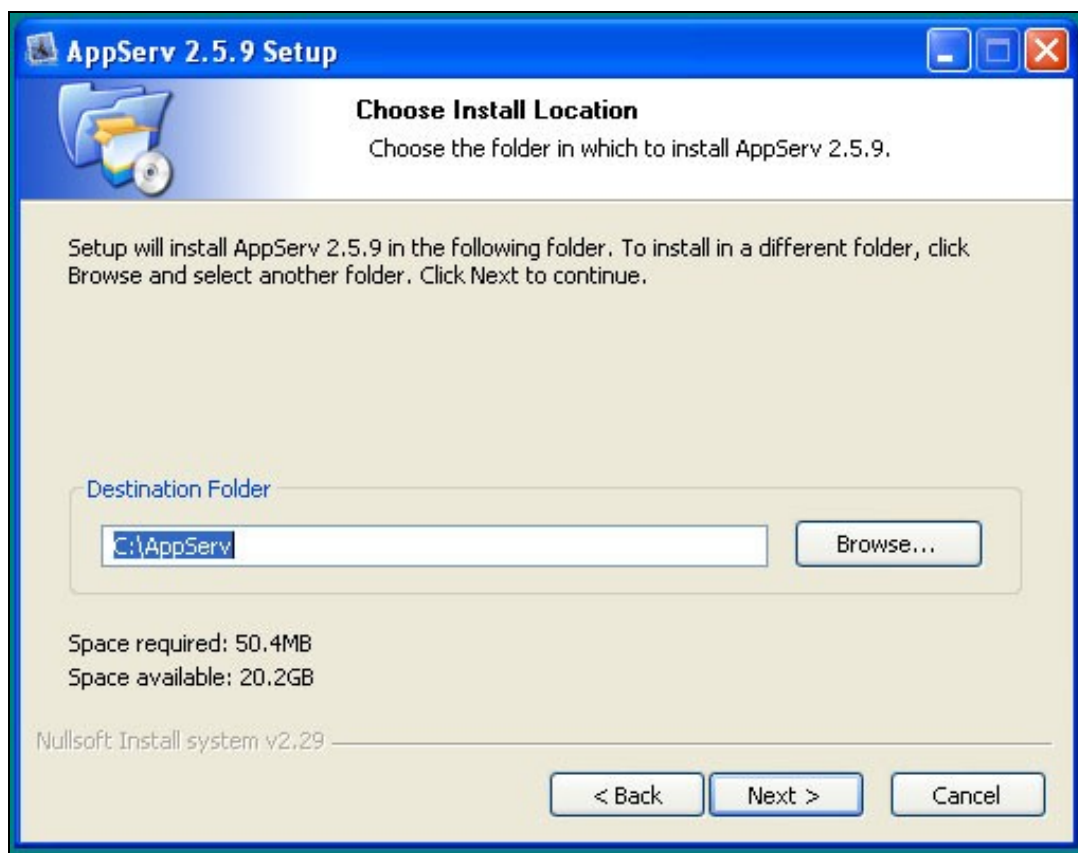 AppServ 2.5.9 Setup
Choose Install Location
Choose the folder in which to install AppServ 2.5.9.
Setup will install AppServ 2.5.9 in the following folder. To install in a different folder, click
Browse and select another folder. Click Next to continue.
Destination Folder
C:\AppServ
Browse...
Space required: 50.4MB
Space available: 20.2GB
Nullsoft Install system v2.29
< Back
Next >
Cancel